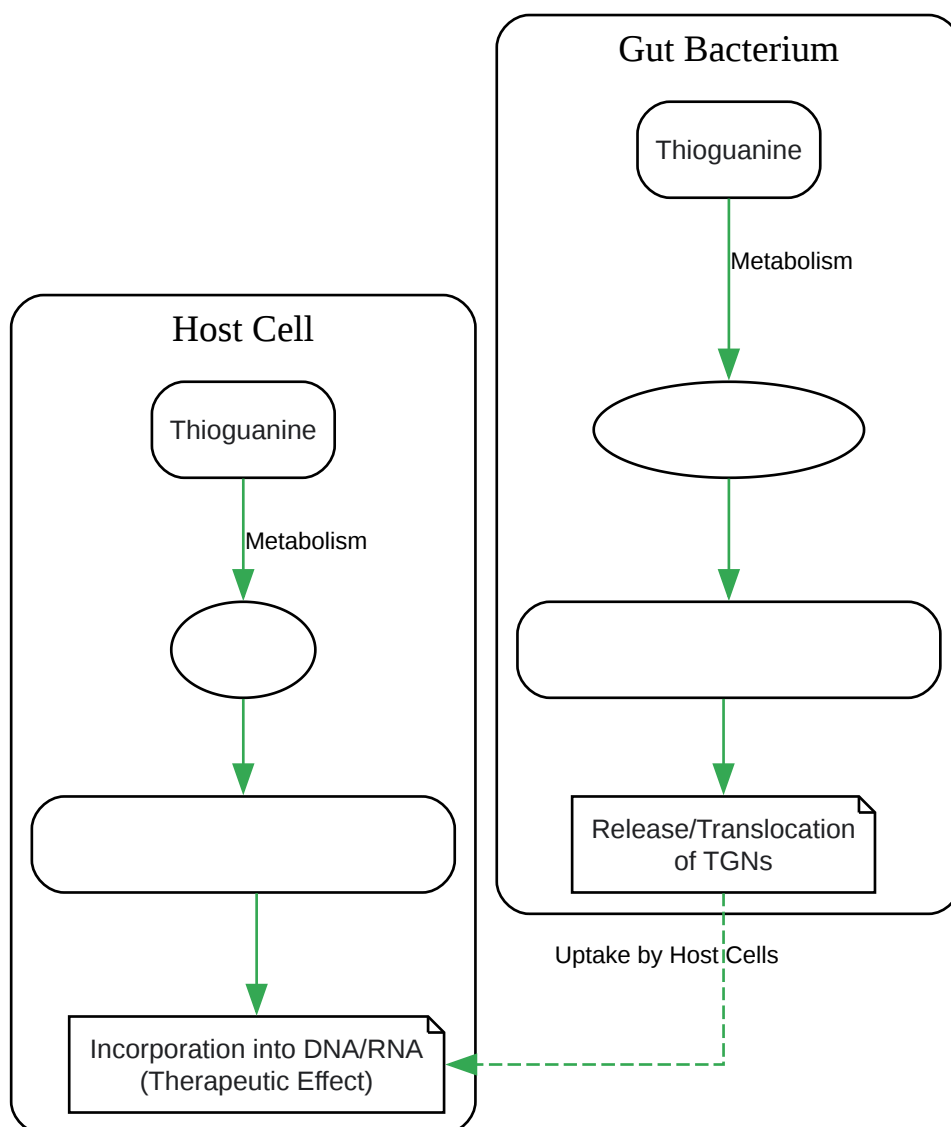 Gut Bacterium
Thioguanine
Metabolism
Host Cell
Thioguanine
Metabolism
Release/Translocation
of TGNs
Uptake by Host Cells
Incorporation into DNA/RNA
(Therapeutic Effect)